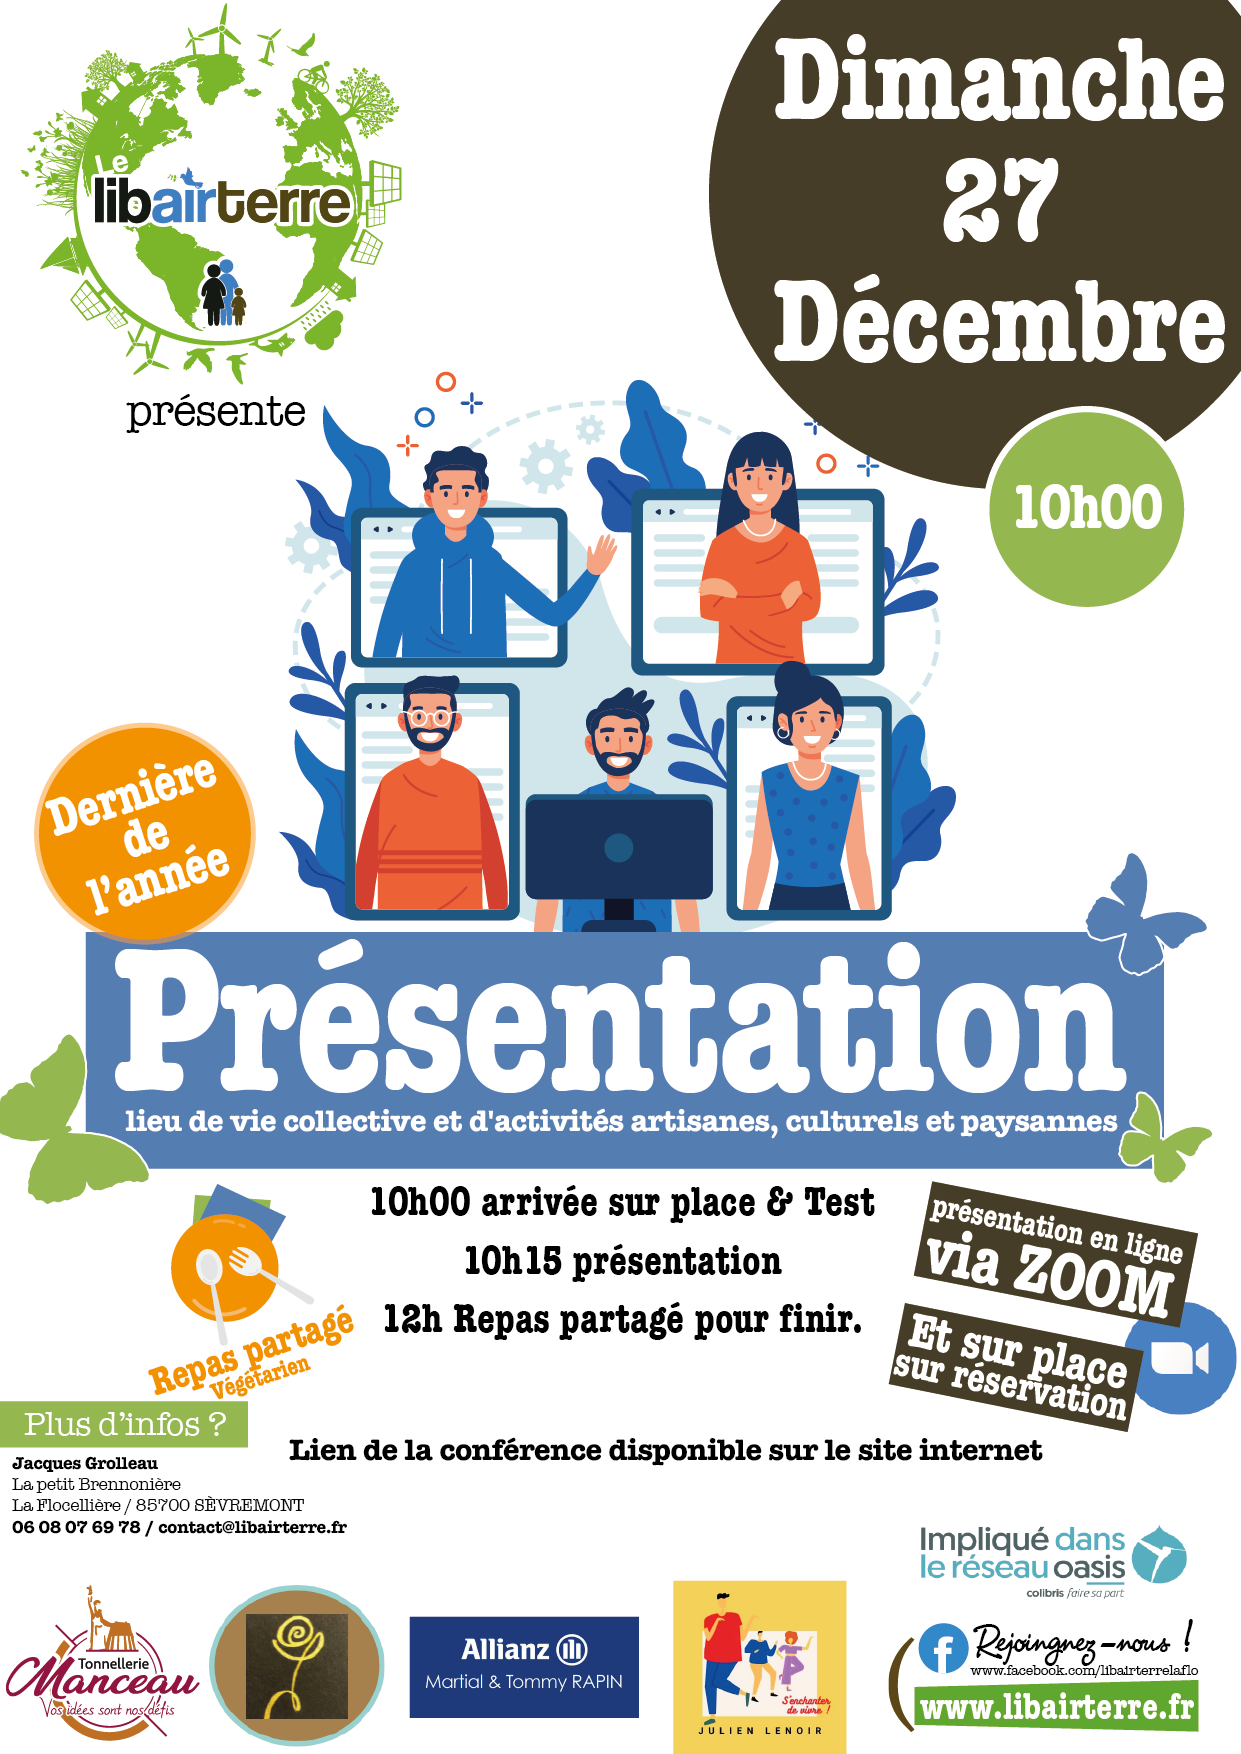 Le
libairterre
présente
Dimanche
27
Décembre
10h00
Dernière
de
l'année
Présentation
lieu de vie collective et d'activités artisanes, culturels et paysannes
10h00 arrivée sur place & Test
10h15 présentation
12h Repas partagé pour finir.
présentation en ligne
via ZOOM
Et sur place
sur réservation
Repas partagé
Végétarien
Plus d'infos ?
Jacques Grolleau
La petit Brennonière
La Flocellière / 85700 SÈVREMONT
06 08 07 69 78 / contact@libairterre.fr
Lien de la conférence disponible sur le site internet
Impliqué dans
le réseau oasis
colibris faire sa part
Tonnellerie
Manceau
Vos idées sont nos défis
Allianz
Martial & Tommy RAPIN
S'enchanter
de vivre !
JULIEN LENOIR
Rejoingnez-nous !
www.facebook.com/libairterrelaflo
www.libairterre.fr